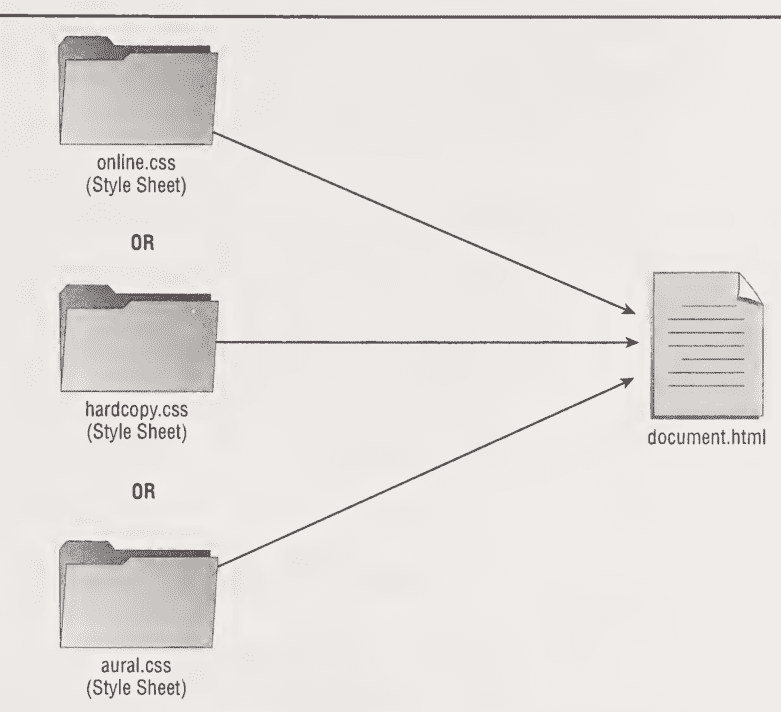 online.css
(Style Sheet)
OR
hardcopy.css
(Style Sheet)
OR
aural.css
(Style Sheet)
document.html